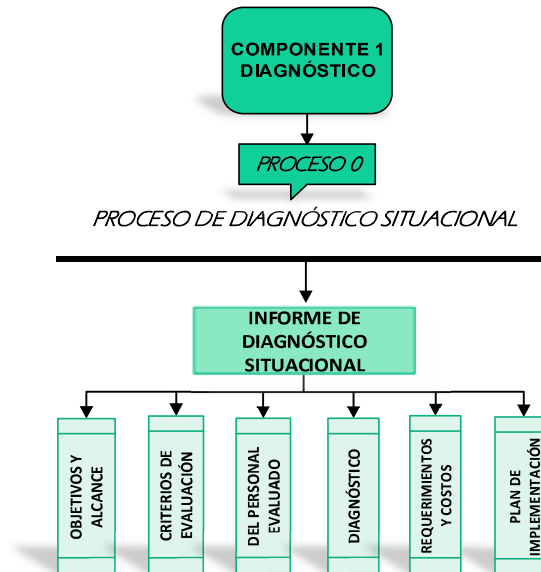 COMPONENTE 1
DIAGNÓSTICO
PROCESO 0
PROCESO DE DIAGNÓSTICO SITUACIONAL
INFORME DE
DIAGNÓSTICO
SITUACIONAL
OBJETIVOS Y
ALCANCE
CRITERIOS DE
EVALUACIÓN
DEL PERSONAL
EVALUADO
DIAGNÓSTICO
REQUERIMIENTOS
Y COSTOS
PLAN DE
IMPLEMENTACIÓN